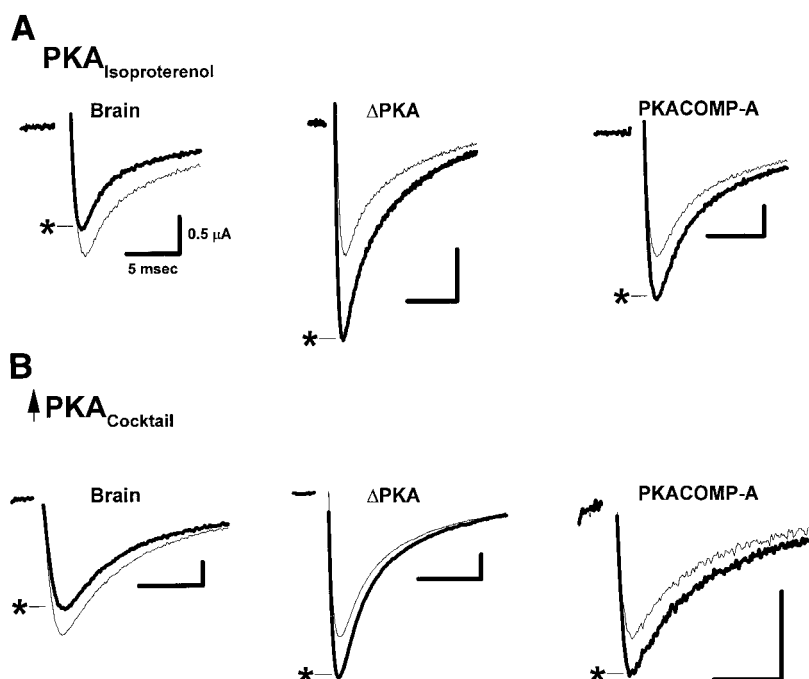 A
PKA Isoproterenol
Brain
ΔPKA
PKACOMP-A
*
0.5 µA
5 msec
*
*
B
PKA Cocktail
Brain
ΔPKA
PKACOMP-A
*
*
*